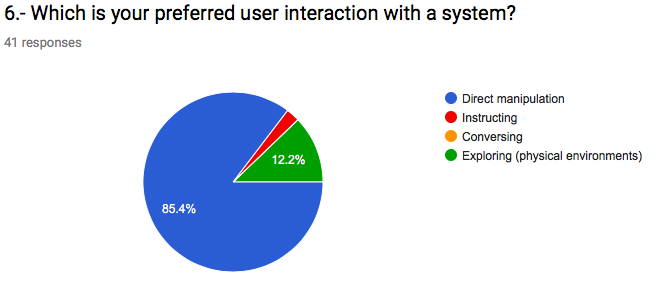 6.- Which is your preferred user interaction with a system?
41 responses
Direct manipulation
Instructing
Conversing
Exploring (physical environments)
12.2%
85.4%